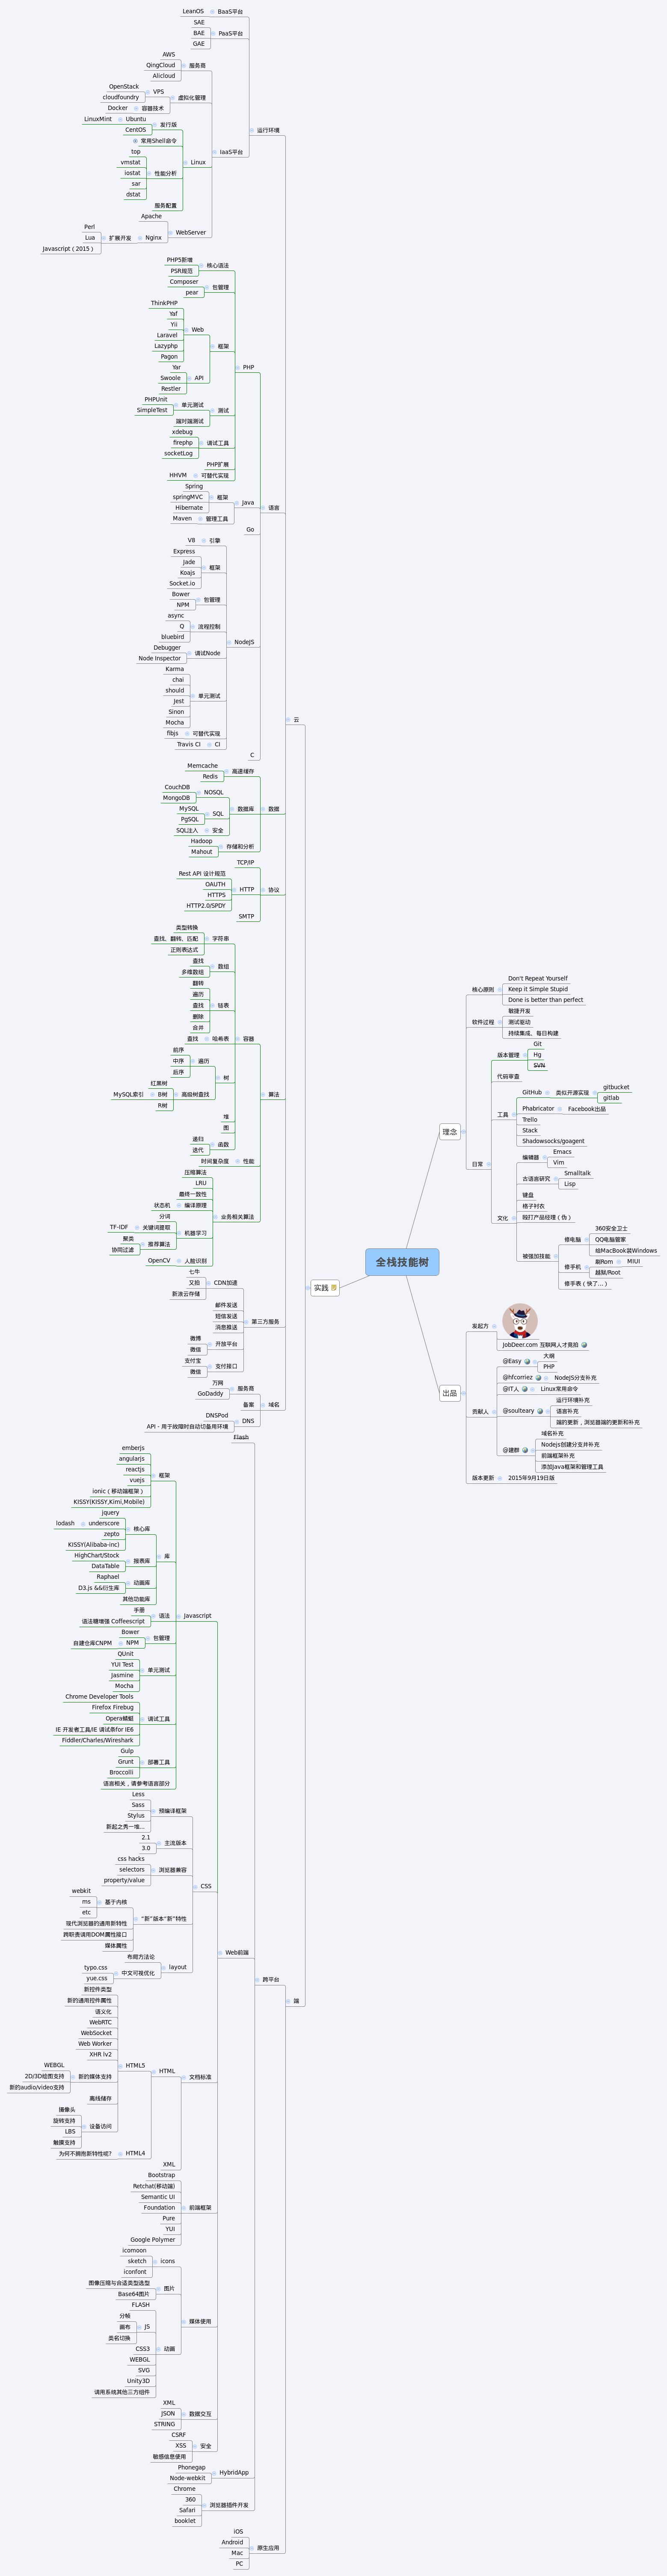 全栈技能树
理念
核心原则
Don't Repeat Yourself
Keep it Simple Stupid
Done is better than perfect
软件过程
敏捷开发
测试驱动
持续集成、每日构建
日常
版本管理
Git
Hg
SVN
代码审查
工具
GitHub
类似开源实现
gitbucket
gitlab
Phabricator
Facebook出品
Trello
Stack
Shadowsocks/goagent
文化
编辑器
Emacs
Vim
古语言研究
Smalltalk
Lisp
键盘
格子衬衣
殴打产品经理（伪）
被强加技能
修电脑
360安全卫士
QQ电脑管家
给MacBook装Windows
修手机
刷Rom
MIUI
越狱/Root
修手表（快了...）
实践
云
运行环境
BaaS平台
LeanOS
PaaS平台
SAE
BAE
GAE
IaaS平台
服务商
AWS
QingCloud
Alicloud
虚拟化管理
VPS
OpenStack
cloudfoundry
容器技术
Docker
Linux
发行版
Ubuntu
LinuxMint
CentOS
常用Shell命令
性能分析
top
vmstat
iostat
sar
dstat
服务配置
WebServer
Apache
Nginx
扩展开发
Perl
Lua
Javascript（2015）
语言
PHP
核心语法
PHP5新增
PSR规范
包管理
Composer
pear
框架
Web
ThinkPHP
Yaf
Yii
Laravel
Lazyphp
Pagon
API
Yar
Swoole
Restler
测试
单元测试
PHPUnit
SimpleTest
端对端测试
调试工具
xdebug
firephp
socketLog
PHP扩展
可替代实现
HHVM
Java
框架
Spring
springMVC
Hibernate
管理工具
Maven
Go
NodeJS
引擎
V8
框架
Express
Jade
Koajs
Socket.io
包管理
Bower
NPM
流程控制
async
Q
bluebird
调试Node
Debugger
Node Inspector
单元测试
Karma
chai
should
Jest
Sinon
Mocha
可替代实现
fibjs
CI
Travis CI
C
数据
高速缓存
Memcache
Redis
数据库
NOSQL
CouchDB
MongoDB
SQL
MySQL
PgSQL
安全
SQL注入
存储和分析
Hadoop
Mahout
协议
TCP/IP
HTTP
Rest API 设计规范
OAUTH
HTTPS
HTTP2.0/SPDY
SMTP
算法
容器
字符串
类型转换
查找、翻转、匹配
正则表达式
数组
查找
多维数组
链表
翻转
遍历
查找
删除
合并
哈希表
查找
树
遍历
前序
中序
后序
高级树查找
红黑树
B树
MySQL索引
R树
堆
图
函数
递归
迭代
性能
时间复杂度
业务相关算法
压缩算法
LRU
最终一致性
编译原理
状态机
机器学习
分词
关键词提取
TF-IDF
推荐算法
聚类
协同过滤
人脸识别
OpenCV
第三方服务
CDN加速
七牛
又拍
新浪云存储
邮件发送
短信发送
消息推送
开放平台
微博
微信
支付接口
支付宝
微信
域名
服务商
万网
GoDaddy
备案
DNS
DNSPod
API - 用于故障时自动切备用环境
端
跨平台
Flash
Web前端
Javascript
框架
emberjs
angularjs
reactjs
vuejs
ionic（移动端框架）
KISSY(KISSY,Kimi,Mobile)
库
核心库
jquery
underscore
lodash
zepto
KISSY(Alibaba-inc)
报表库
HighChart/Stock
DataTable
动画库
Raphael
D3.js &&衍生库
其他功能库
语法
手册
语法糖增强 Coffeescript
包管理
Bower
NPM
自建仓库CNPM
单元测试
QUnit
YUI Test
Jasmine
Mocha
调试工具
Chrome Developer Tools
Firefox Firebug
Opera蜻蜓
IE 开发者工具/IE 调试条for IE6
Fiddler/Charles/Wireshark
部署工具
Gulp
Grunt
Broccolli
语言相关，请参考语言部分
CSS
预编译框架
Less
Sass
Stylus
新起之秀一堆...
主流版本
2.1
3.0
浏览器兼容
css hacks
selectors
property/value
“新”版本“新”特性
基于内核
webkit
ms
etc
现代浏览器的通用新特性
跨职责调用DOM属性接口
媒体属性
layout
布局方法论
中文可视优化
typo.css
yue.css
文档标准
HTML
HTML5
新控件类型
新的通用控件属性
语义化
WebRTC
WebSocket
Web Worker
XHR lv2
新的媒体支持
WEBGL
2D/3D绘图支持
新的audio/video支持
离线储存
设备访问
摄像头
旋转支持
LBS
触摸支持
HTML4
为何不拥抱新特性呢?
XML
前端框架
Bootstrap
Retchat(移动端)
Semantic UI
Foundation
Pure
YUI
Google Polymer
媒体使用
图片
icons
icomoon
sketch
iconfont
图像压缩与合适类型选型
Base64图片
动画
FLASH
JS
分帧
画布
类名切换
CSS3
WEBGL
SVG
Unity3D
调用系统其他三方组件
数据交互
XML
JSON
STRING
安全
CSRF
XSS
敏感信息使用
HybridApp
Phonegap
Node-webkit
浏览器插件开发
Chrome
360
Safari
booklet
原生应用
iOS
Android
Mac
PC
出品
发起方
JobDeer.com 互联网人才竞拍
贡献人
@Easy
大纲
PHP
@hfcorriez
NodeJS分支补充
@IT人
Linux常用命令
@soulteary
运行环境补充
语言补充
端的更新，浏览器端的更新和补充
@建群
域名补充
Nodejs创建分支并补充
前端框架补充
添加Java框架和管理工具
版本更新
2015年9月19日版